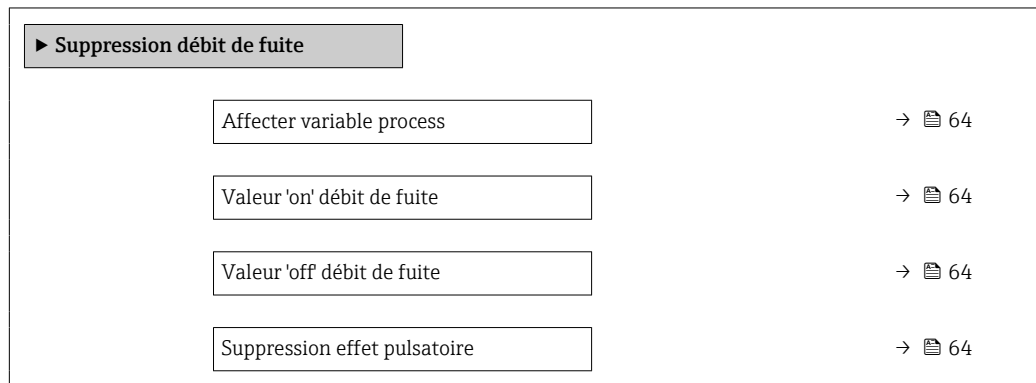 ▶ Suppression débit de fuite
Affecter variable process → 64
Valeur 'on' débit de fuite → 64
Valeur 'off' débit de fuite → 64
Suppression effet pulsatoire → 64